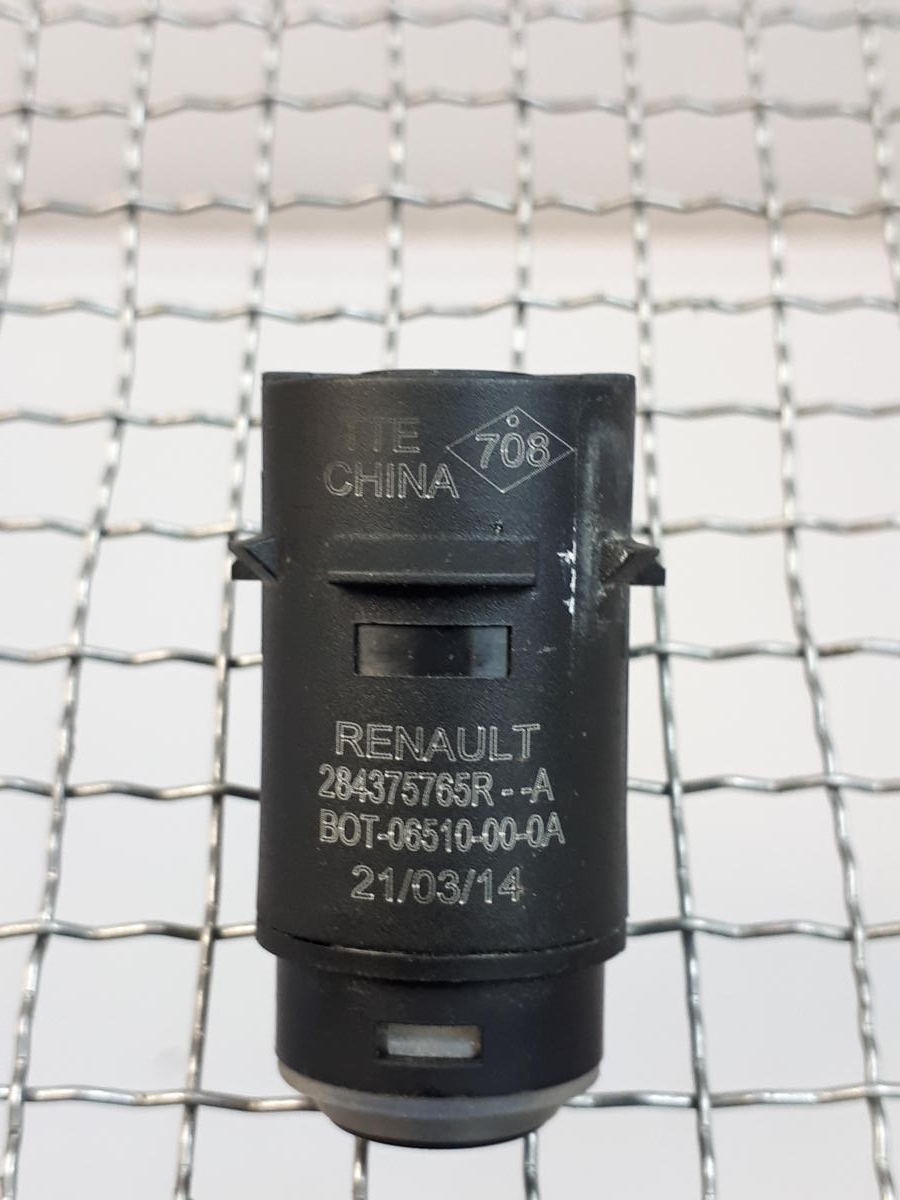 TTE
CHINA
708
RENAULT
284375765R--A
BOT-06510-00-0A
21/03/14